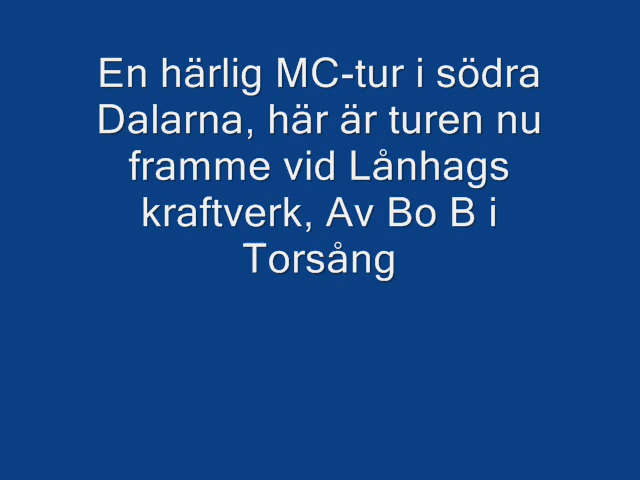 En härlig MC-tur i södra
Dalarna, här är turen nu
framme vid Lånhags
kraftverk, Av Bo B i
Torsång